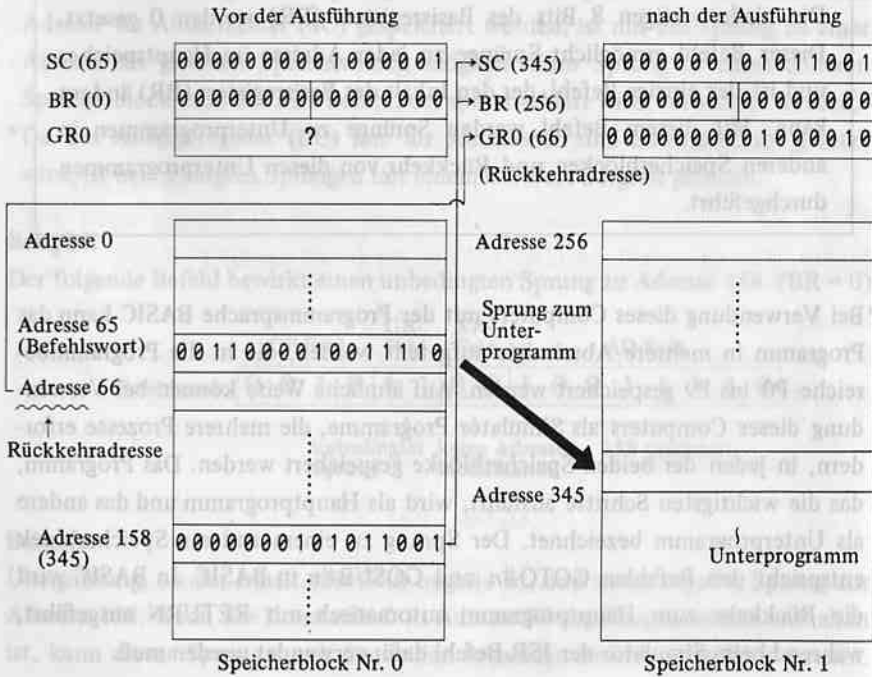 Vor der Ausführung nach der Ausführung
SC (65) 0000000001000001 →SC (345) 0000000101011001
BR (0) 0000000000000000 →BR (256) 0000000100000000
GR0 ? →GR0 (66) 0000000001000010
(Rückkehradresse)
Adresse 0 Adresse 256
Adresse 65
(Befehlswort) 0011000010011110
Sprung zum
Unter-
programm
Adresse 66
↑
Rückkehradresse
Adresse 345
Adresse 158
(345) 0000000101011001
Unterprogramm
Speicherblock Nr. 0 Speicherblock Nr. 1